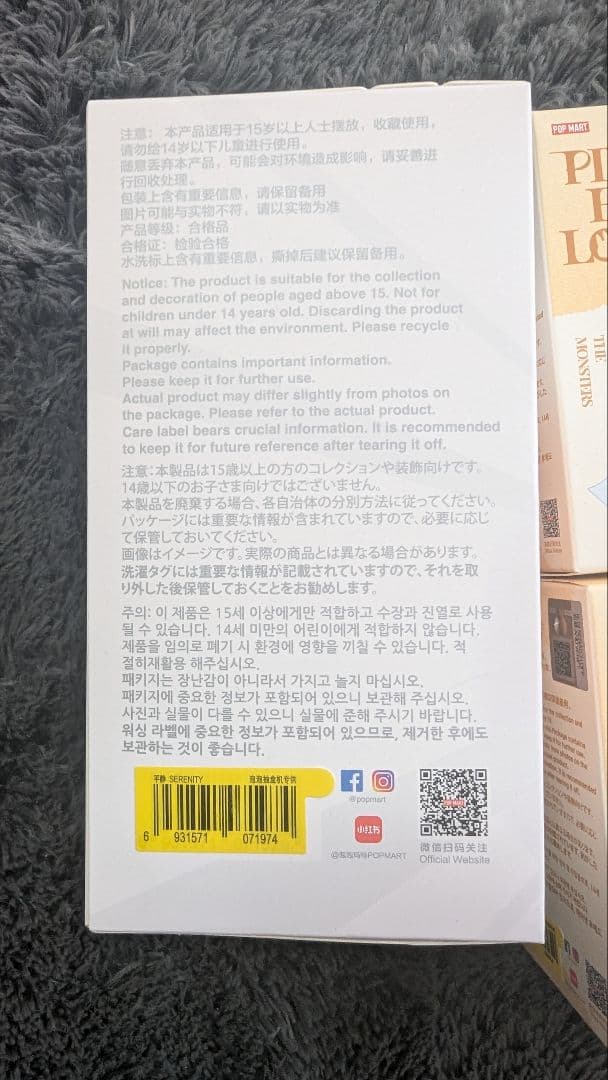 注意： 本产品适用于15岁以上人士摆放，收藏使用，
请勿给14岁以下儿童进行使用。
随意丢弃本产品，可能会对环境造成影响，请妥善进
行回收处理。
包装上含有重要信息，请保留备用
图片可能与实物不符，请以实物为准
产品等级：合格品
合格证：检验合格
水洗标上含有重要信息，撕掉后建议保留备用。
Notice: The product is suitable for the collection
and decoration of people aged above 15. Not for
children under 14 years old. Discarding the product
at will may affect the environment. Please recycle
it properly.
Package contains important information.
Please keep it for further use.
Actual product may differ slightly from photos on
the package. Please refer to the actual product.
Care label bears crucial information. It is recommended
to keep it for future reference after tearing it off.
注意:本製品は15歳以上の方のコレクションや装飾向けです。
14歳以下のお子さま向けではございません。
本製品を廃棄する場合、各自治体の分別方法に従ってください。
パッケージには重要な情報が含まれていますので、必要に応じ
て保管しておいてください。
画像はイメージです。実際の商品とは異なる場合があります。
洗濯タグには重要な情報が記載されていますので、それを取
り外した後保管しておくことをお勧めします。
주의: 이 제품은 15세 이상에게만 적합하고 수장과 진열로 사용
될 수 있습니다. 14세 미만의 어린이에게 적합하지 않습니다.
제품을 임의로 폐기 시 환경에 영향을 끼칠 수 있습니다. 적
절히재활용 해주십시오.
패키지는 장난감이 아니라서 가지고 놀지 마십시오.
패키지에 중요한 정보가 포함되어 있으니 보관해 주십시오.
사진과 실물이 다를 수 있으니 실물에 준해 주시기 바랍니다.
워싱 라벨에 중요한 정보가 포함되어 있으므로, 제거한 후에도
보관하는 것이 좋습니다.
平静 SERENITY 泡泡抽盒机专供
6 931571 071974
@popmart
小红书
@泡泡玛特POPMART
POP MART
微信扫码关注
Official Website
POP MART
THE
MONSTERS